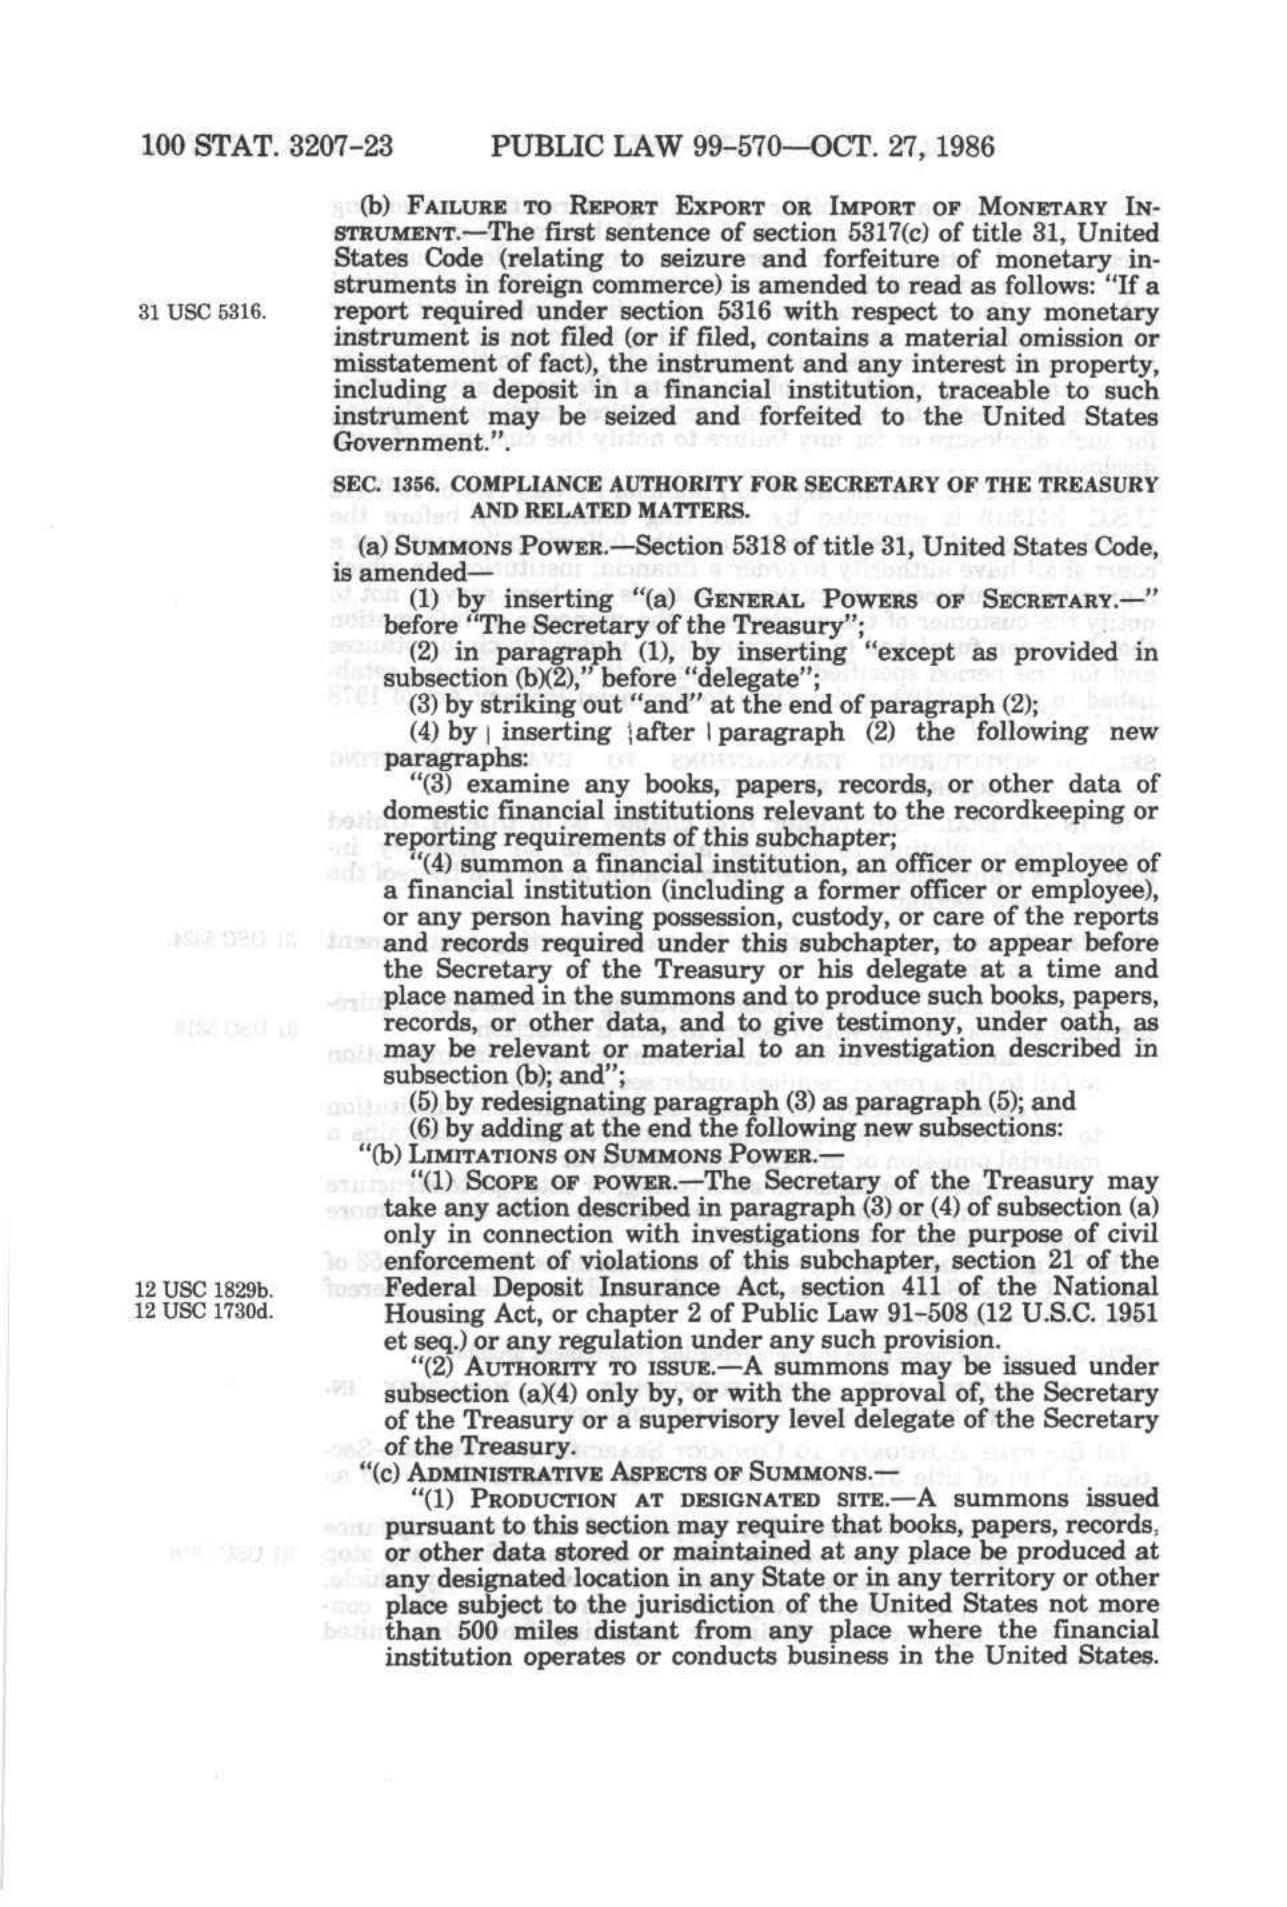 100 STAT. 3207–23 PUBLIC LAW 99–570—OCT. 27, 1986
(b) FAILURE TO REPORT EXPORT OR IMPORT OF MONETARY IN-
STRUMENT.—The first sentence of section 5317(c) of title 31, United
States Code (relating to seizure and forfeiture of monetary in-
struments in foreign commerce) is amended to read as follows: "If a
31 USC 5316.
report required under section 5316 with respect to any monetary
instrument is not filed (or if filed, contains a material omission or
misstatement of fact), the instrument and any interest in property,
including a deposit in a financial institution, traceable to such
instrument may be seized and forfeited to the United States
Government.".
SEC. 1356. COMPLIANCE AUTHORITY FOR SECRETARY OF THE TREASURY
AND RELATED MATTERS.
(a) SUMMONS POWER.—Section 5318 of title 31, United States Code,
is amended—
(1) by inserting "(a) GENERAL POWERS OF SECRETARY.—"
before "The Secretary of the Treasury";
(2) in paragraph (1), by inserting "except as provided in
subsection (b)(2)," before "delegate";
(3) by striking out "and" at the end of paragraph (2);
(4) by inserting after paragraph (2) the following new
paragraphs:
"(3) examine any books, papers, records, or other data of
domestic financial institutions relevant to the recordkeeping or
reporting requirements of this subchapter;
"(4) summon a financial institution, an officer or employee of
a financial institution (including a former officer or employee),
or any person having possession, custody, or care of the reports
and records required under this subchapter, to appear before
the Secretary of the Treasury or his delegate at a time and
place named in the summons and to produce such books, papers,
records, or other data, and to give testimony, under oath, as
may be relevant or material to an investigation described in
subsection (b); and";
(5) by redesignating paragraph (3) as paragraph (5); and
(6) by adding at the end the following new subsections:
"(b) LIMITATIONS ON SUMMONS POWER.—
"(1) SCOPE OF POWER.—The Secretary of the Treasury may
take any action described in paragraph (3) or (4) of subsection (a)
only in connection with investigations for the purpose of civil
enforcement of violations of this subchapter, section 21 of the
12 USC 1829b.
12 USC 1730d.
Federal Deposit Insurance Act, section 411 of the National
Housing Act, or chapter 2 of Public Law 91–508 (12 U.S.C. 1951
et seq.) or any regulation under any such provision.
"(2) AUTHORITY TO ISSUE.—A summons may be issued under
subsection (a)(4) only by, or with the approval of, the Secretary
of the Treasury or a supervisory level delegate of the Secretary
of the Treasury.
"(c) ADMINISTRATIVE ASPECTS OF SUMMONS.—
"(1) PRODUCTION AT DESIGNATED SITE.—A summons issued
pursuant to this section may require that books, papers, records,
or other data stored or maintained at any place be produced at
any designated location in any State or in any territory or other
place subject to the jurisdiction of the United States not more
than 500 miles distant from any place where the financial
institution operates or conducts business in the United States.